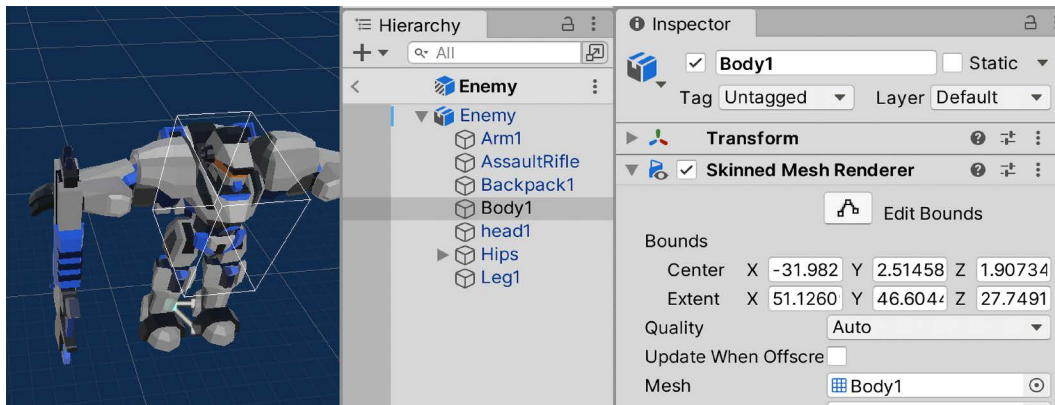 Hierarchy
All
Enemy
Enemy
Arm1
AssaultRifle
Backpack1
Body1
head1
Hips
Leg1
Inspector
Body1 Static
Tag Untagged Layer Default
Transform
Skinned Mesh Renderer
Edit Bounds
Bounds
Center X -31.982 Y 2.51458 Z 1.90734
Extent X 51.1260 Y 46.6044 Z 27.7491
Quality Auto
Update When Offscre
Mesh Body1